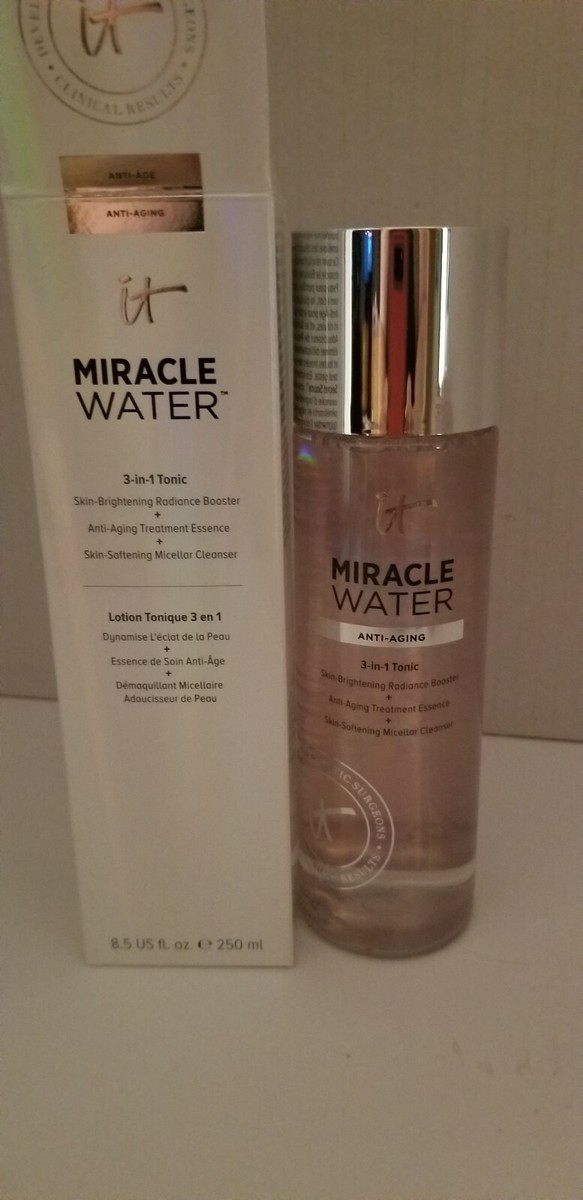 it
CLINICAL RESULTS
ANTI-ÂGE
ANTI-AGING
it
MIRACLE
WATER™
3-in-1 Tonic
Skin-Brightening Radiance Booster
+
Anti-Aging Treatment Essence
+
Skin-Softening Micellar Cleanser
Lotion Tonique 3 en 1
Dynamise L'éclat de la Peau
+
Essence de Soin Anti-Âge
+
Démaquillant Micellaire
Adoucisseur de Peau
8.5 US fl. oz. ℮ 250 ml
it
MIRACLE
WATER
ANTI-AGING
3-in-1 Tonic
Skin-Brightening Radiance Booster
+
Anti-Aging Treatment Essence
+
Skin-Softening Micellar Cleanser
it
SURGEONS
RESULTS